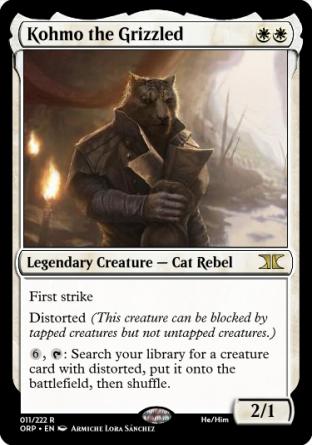 Kohmo the Grizzled
Legendary Creature — Cat Rebel
First strike
Distorted (This creature can be blocked by
tapped creatures but not untapped creatures.)
6, T: Search your library for a creature
card with distorted, put it onto the
battlefield, then shuffle.
2/1
011/222 R
ORP • EN Armiche Lora Sánchez
He/Him